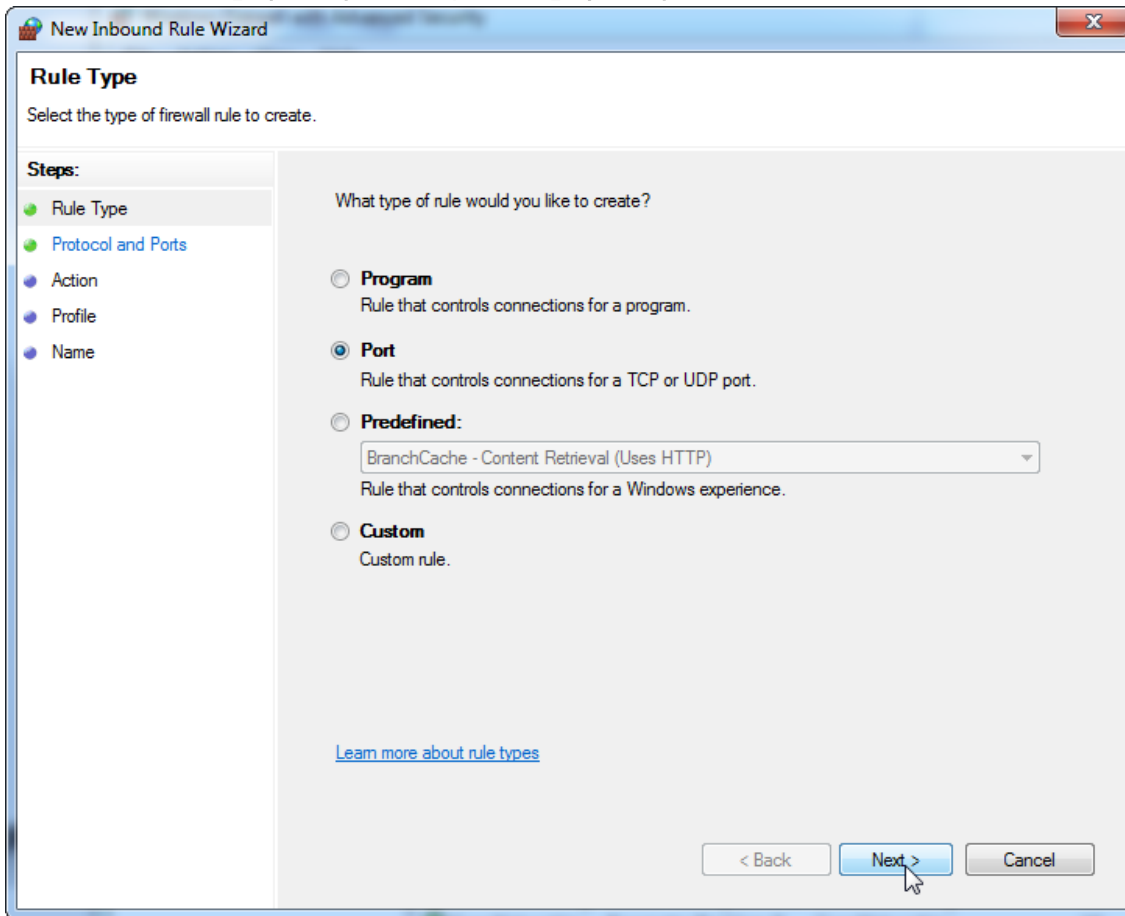 New Inbound Rule Wizard
Rule Type
Select the type of firewall rule to create.
Steps:
Rule Type
Protocol and Ports
Action
Profile
Name
What type of rule would you like to create?
Program
Rule that controls connections for a program.
Port
Rule that controls connections for a TCP or UDP port.
Predefined:
BranchCache - Content Retrieval (Uses HTTP)
Rule that controls connections for a Windows experience.
Custom
Custom rule.
Learn more about rule types
< Back Next > Cancel